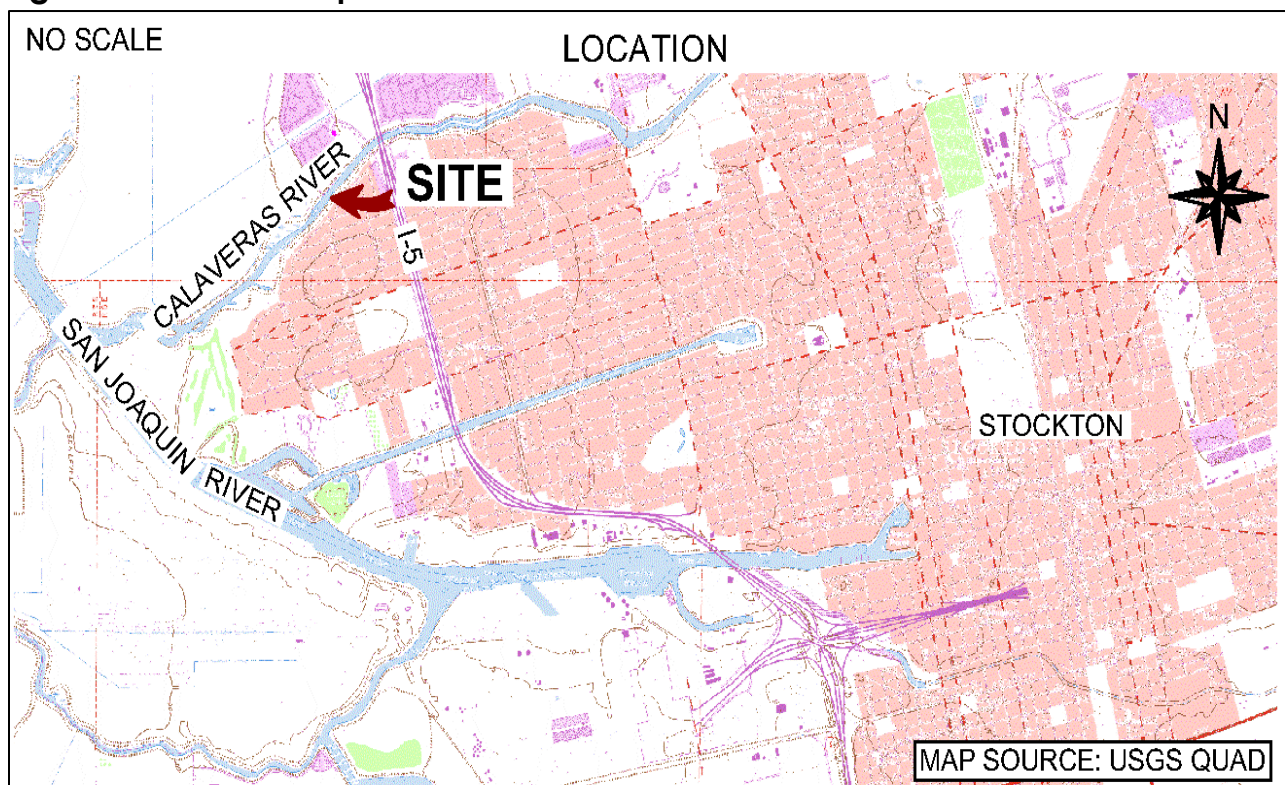 NO SCALE
LOCATION
N
CALAVERAS RIVER
SITE
I-5
SAN JOAQUIN RIVER
STOCKTON
MAP SOURCE: USGS QUAD